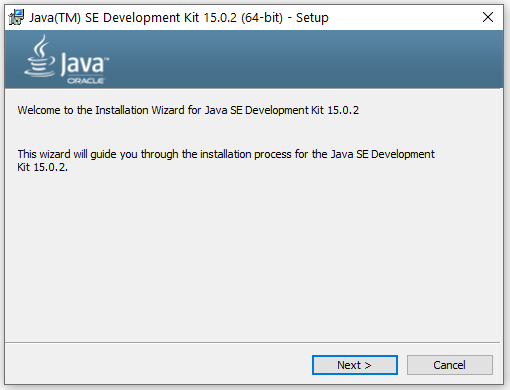 Java(TM) SE Development Kit 15.0.2 (64-bit) - Setup
Java™
ORACLE
Welcome to the Installation Wizard for Java SE Development Kit 15.0.2
This wizard will guide you through the installation process for the Java SE Development
Kit 15.0.2.
Next >
Cancel